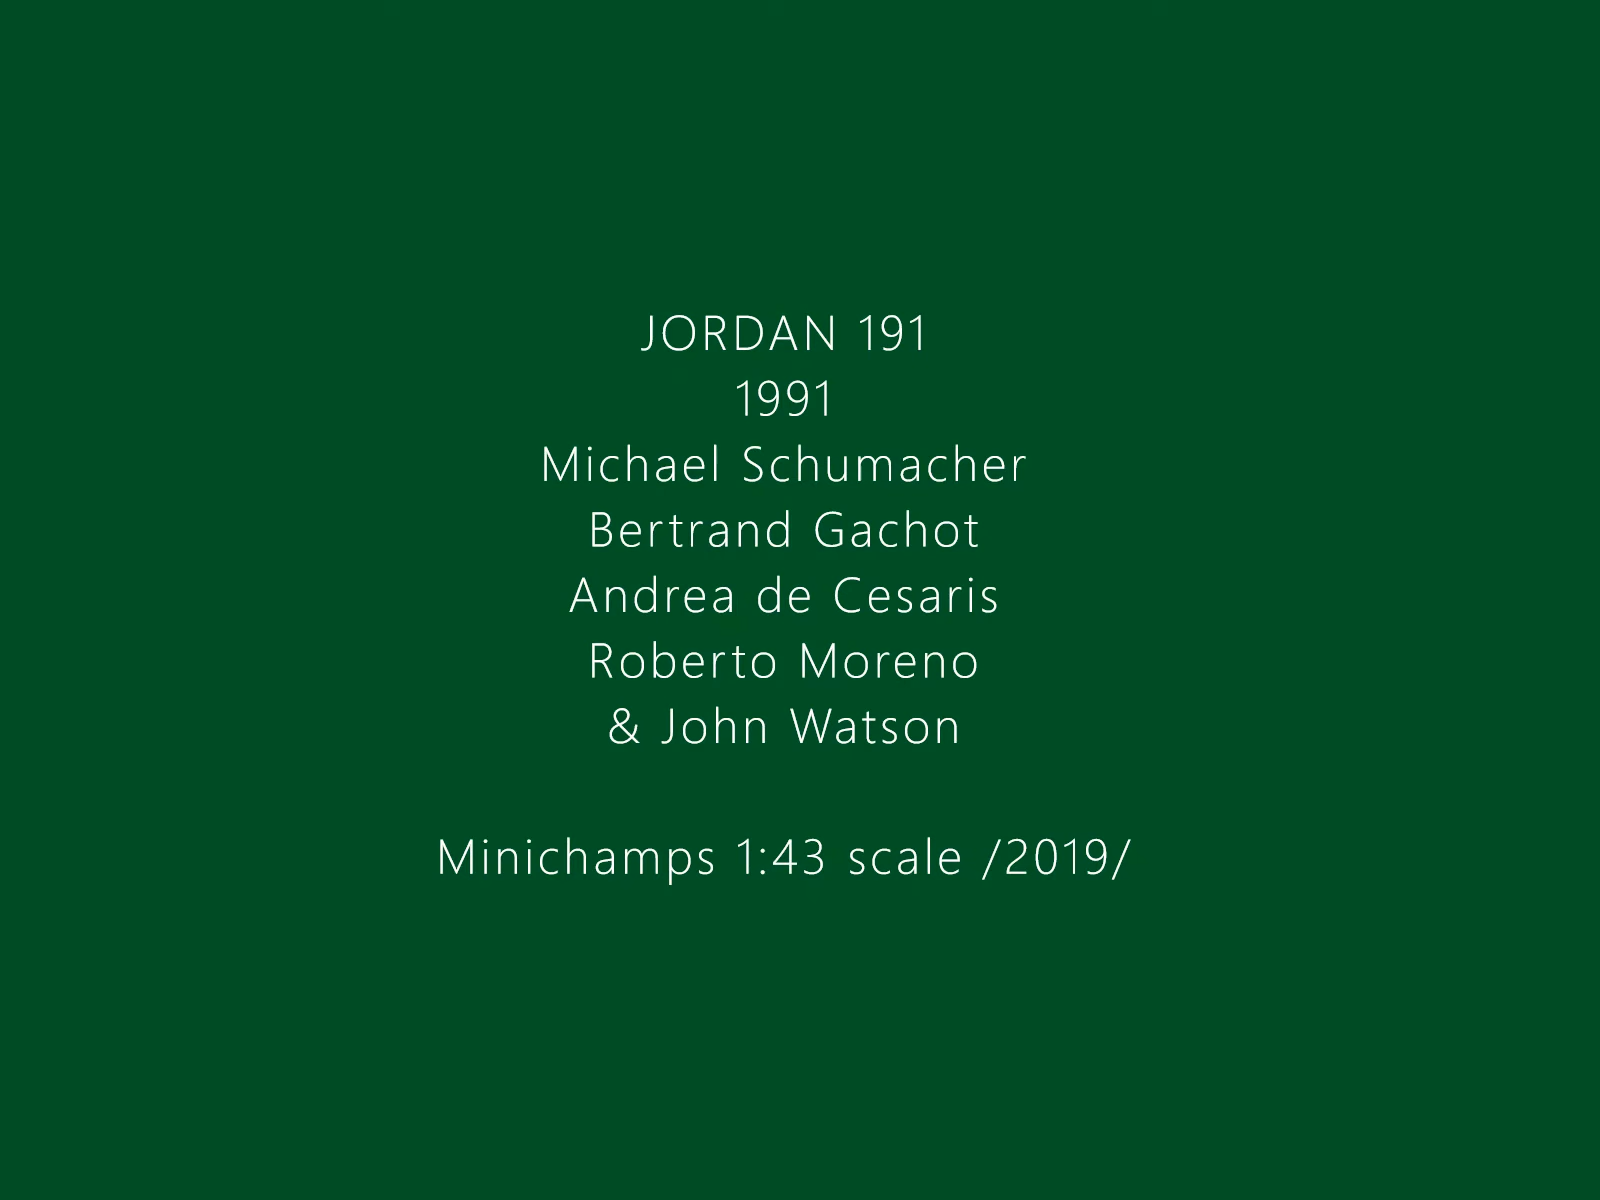 JORDAN 191
1991
Michael Schumacher
Bertrand Gachot
Andrea de Cesaris
Roberto Moreno
& John Watson
Minichamps 1:43 scale /2019/